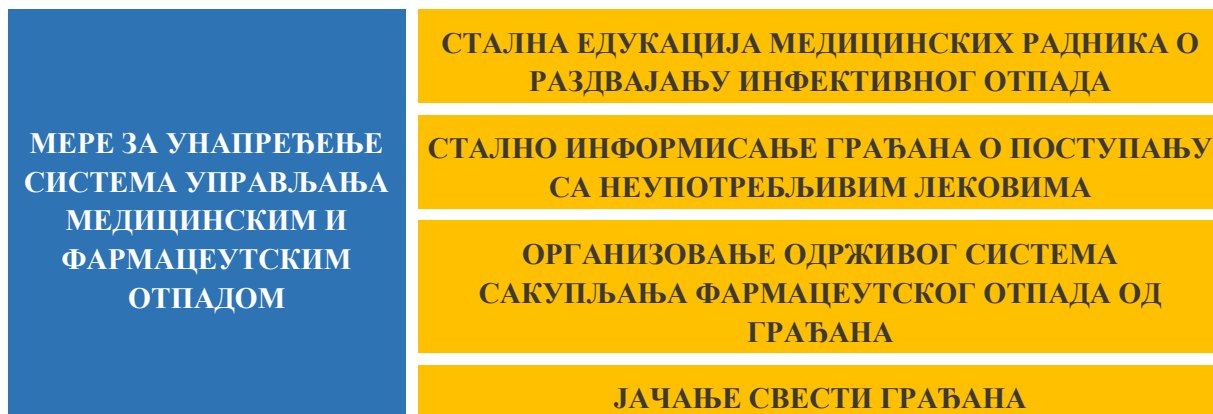 МЕРЕ ЗА УНАПРЕЂЕЊЕ
СИСТЕМА УПРАВЉАЊА
МЕДИЦИНСКИМ И
ФАРМАЦЕУТСКИМ
ОТПАДОМ
СТАЛНА ЕДУКАЦИЈА МЕДИЦИНСКИХ РАДНИКА О
РАЗДВАЈАЊУ ИНФЕКТИВНОГ ОТПАДА
СТАЛНО ИНФОРМИСАЊЕ ГРАЂАНА О ПОСТУПАЊУ
СА НЕУПОТРЕБЉИВИМ ЛЕКОВИМА
ОРГАНИЗОВАЊЕ ОДРЖИВОГ СИСТЕМА
САКУПЉАЊА ФАРМАЦЕУТСКОГ ОТПАДА ОД
ГРАЂАНА
ЈАЧАЊЕ СВЕСТИ ГРАЂАНА